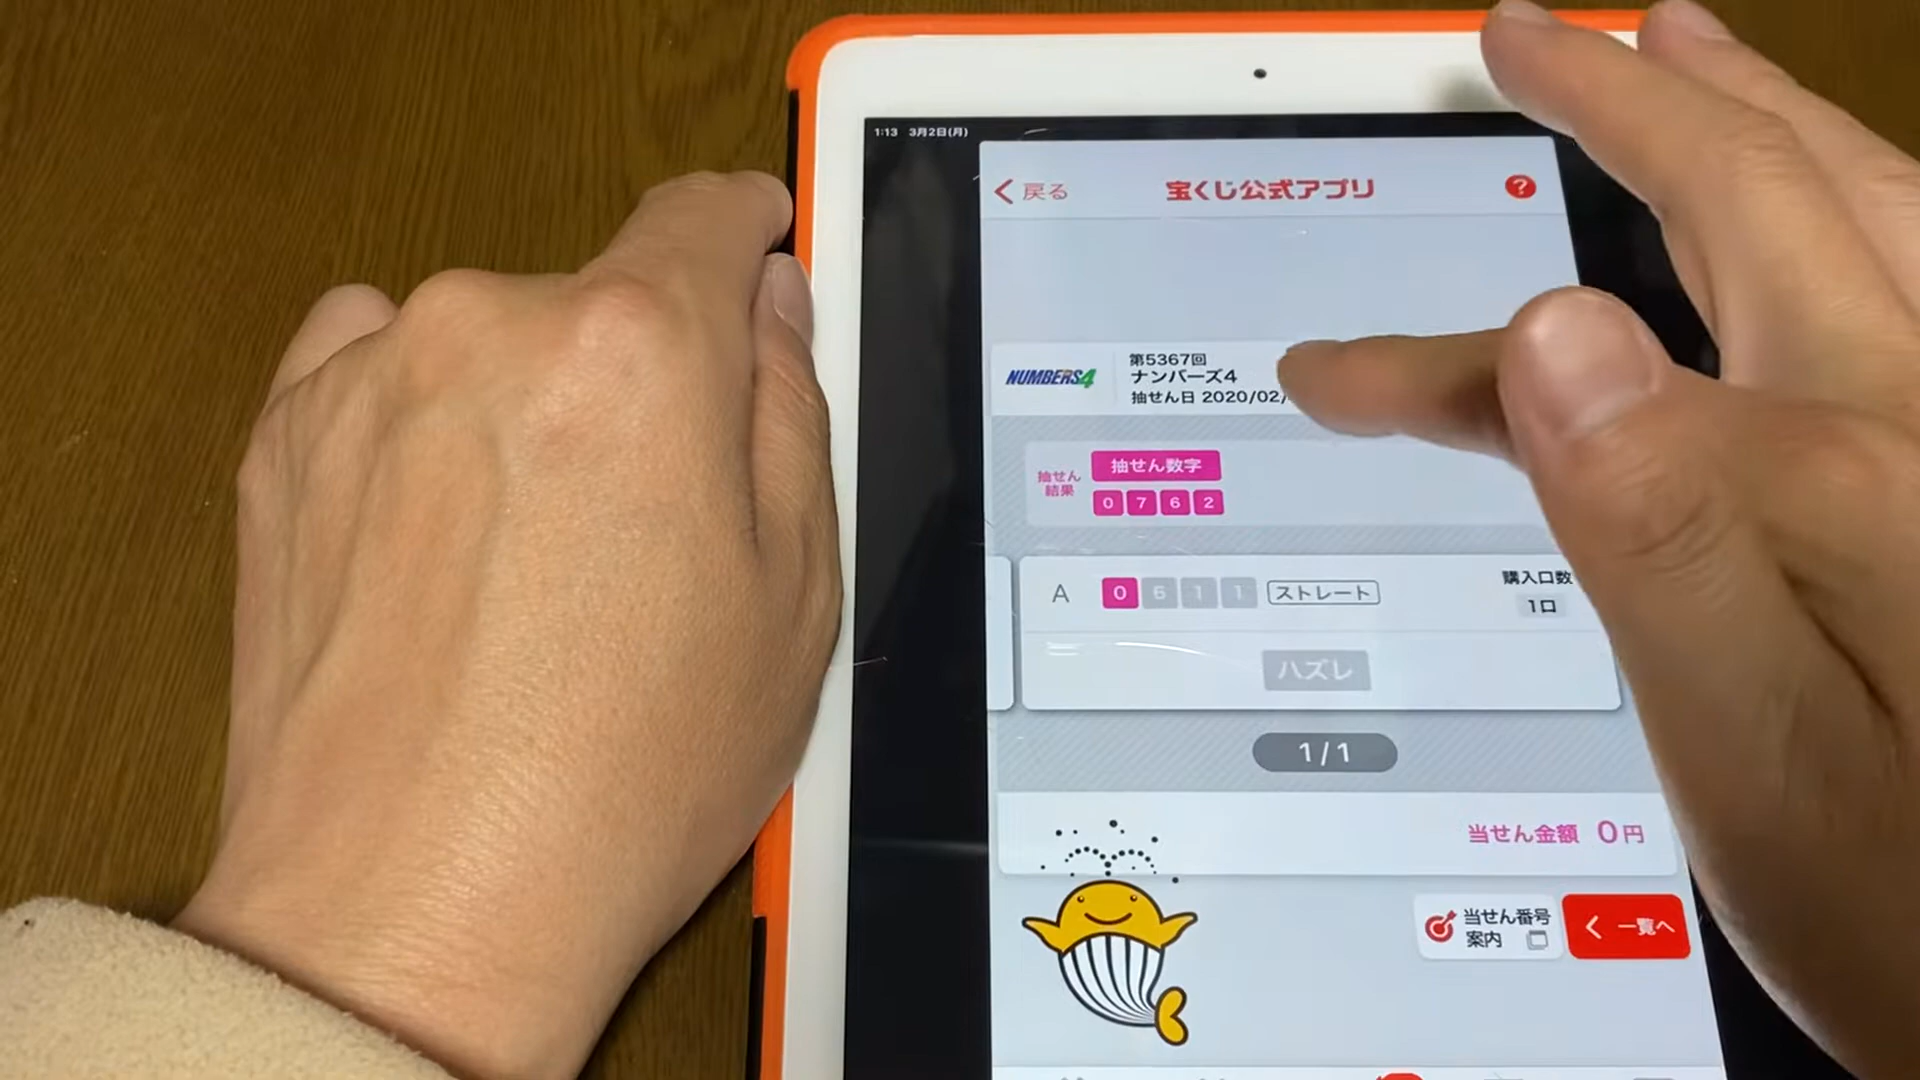 1:13 3月2日(月)
戻る 宝くじ公式アプリ ?
NUMBERS4
第5367回
ナンバーズ4
抽せん日 2020/02/
抽せん
結果
抽せん数字
0 7 6 2
A 0 6 1 1 ストレート
購入口数
1口
ハズレ
1/1
当せん金額 0円
当せん番号
案内
一覧へ